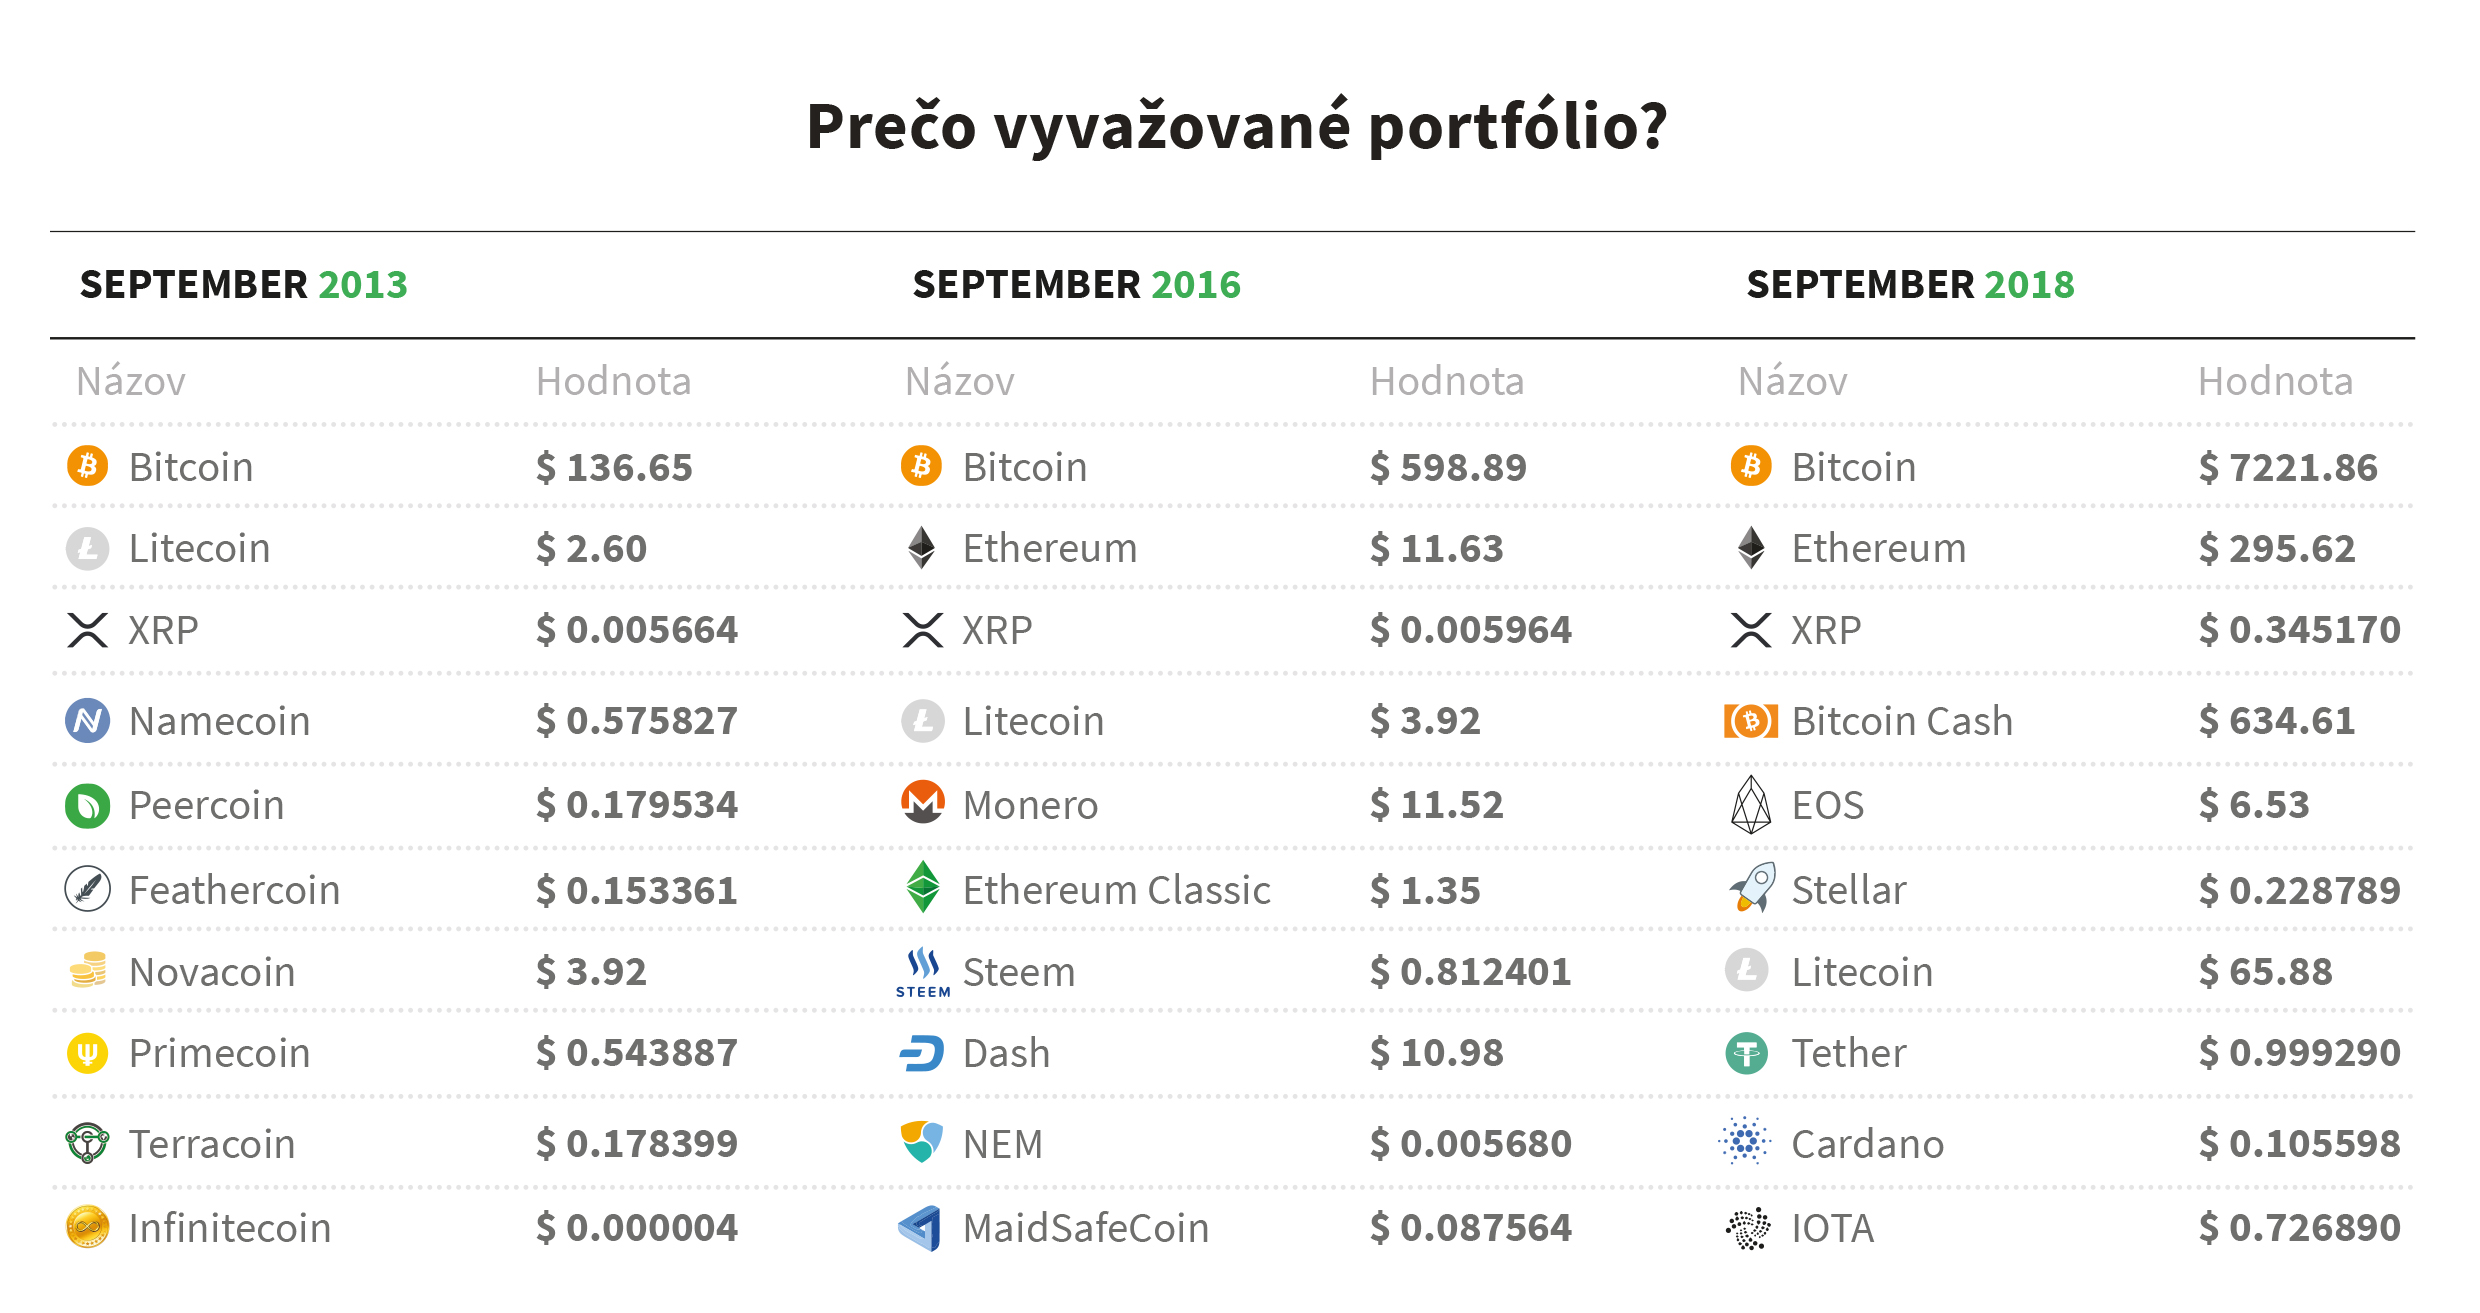 Prečo vyvažované portfólio?
SEPTEMBER 2013 SEPTEMBER 2016 SEPTEMBER 2018
Názov Hodnota Názov Hodnota Názov Hodnota
Bitcoin $ 136.65 Bitcoin $ 598.89 Bitcoin $ 7221.86
Litecoin $ 2.60 Ethereum $ 11.63 Ethereum $ 295.62
XRP $ 0.005664 XRP $ 0.005964 XRP $ 0.345170
Namecoin $ 0.575827 Litecoin $ 3.92 Bitcoin Cash $ 634.61
Peercoin $ 0.179534 Monero $ 11.52 EOS $ 6.53
Feathercoin $ 0.153361 Ethereum Classic $ 1.35 Stellar $ 0.228789
Novacoin $ 3.92 STEEM Steem $ 0.812401 Litecoin $ 65.88
Primecoin $ 0.543887 Dash $ 10.98 Tether $ 0.999290
Terracoin $ 0.178399 NEM $ 0.005680 Cardano $ 0.105598
Infinitecoin $ 0.000004 MaidSafeCoin $ 0.087564 IOTA $ 0.726890